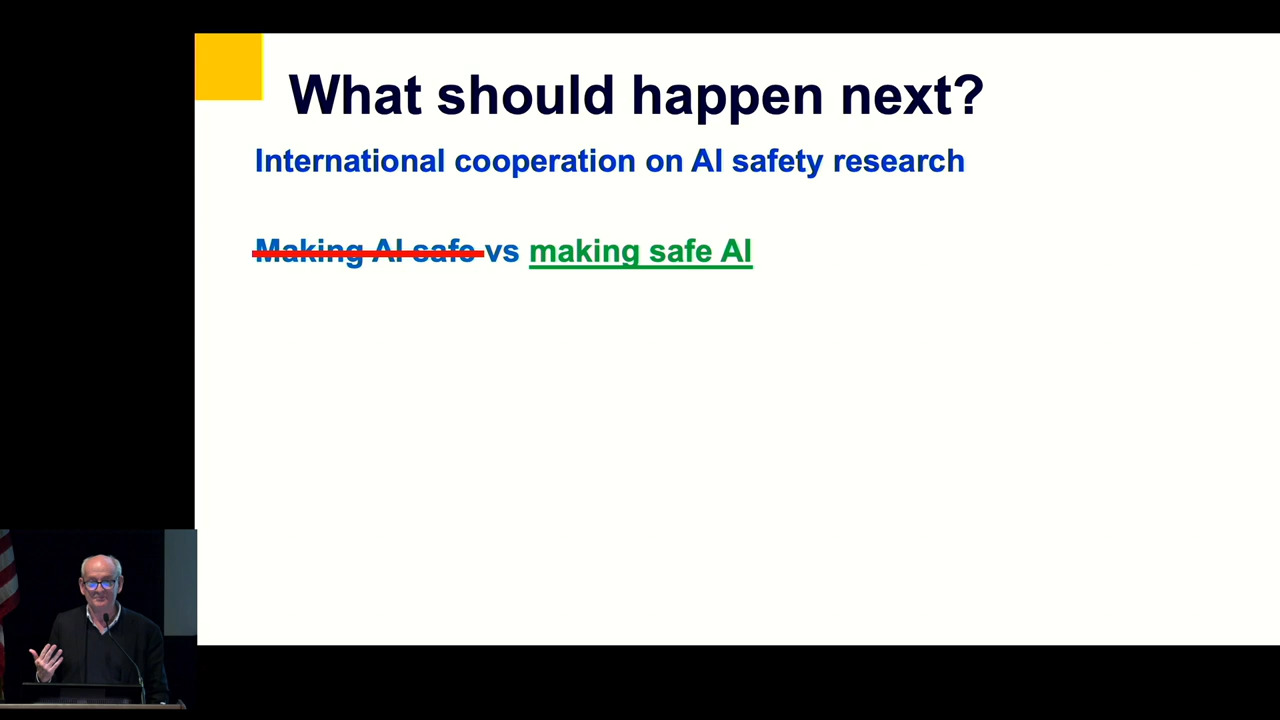 What should happen next?
International cooperation on AI safety research
Making AI safe vs making safe AI